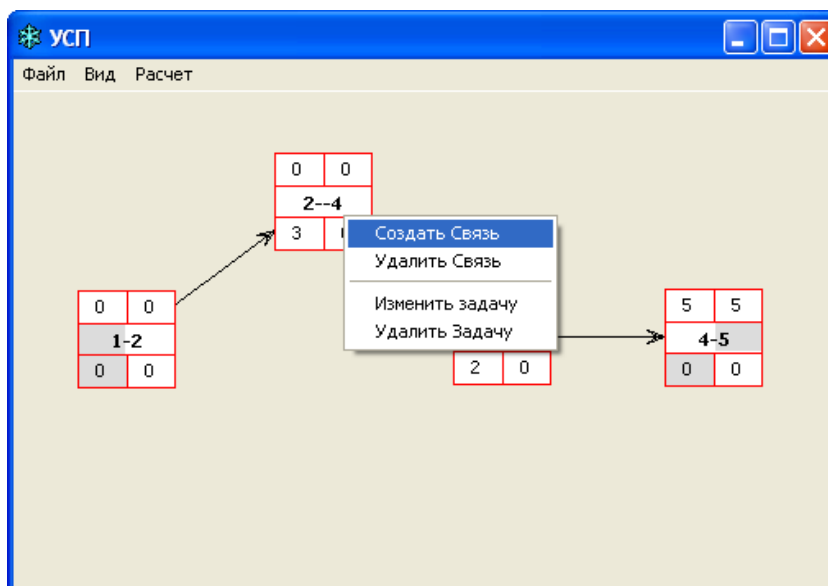 УСП
Файл Вид Расчет
0 0
2--4
3
Создать Связь
Удалить Связь
Изменить задачу
Удалить Задачу
0 0
1-2
0 0
2 0
5 5
4-5
0 0